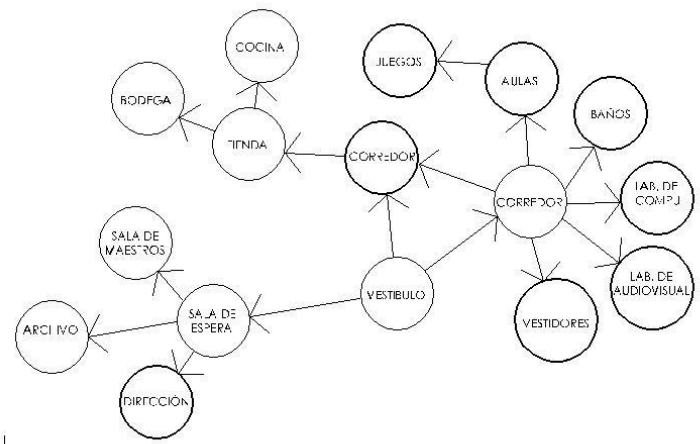 COCINA
JUEGOS
AULAS
BODEGA
BAÑOS
TIENDA
CORREDOR
LAB. DE
COMPU
CORREDOR
SALA DE
MAESTROS
LAB. DE
AUDIOVISUAL
VESTIBULO
SALA DE
ESPERA
VESTIDORES
ARCHIVO
DIRECCIÓN